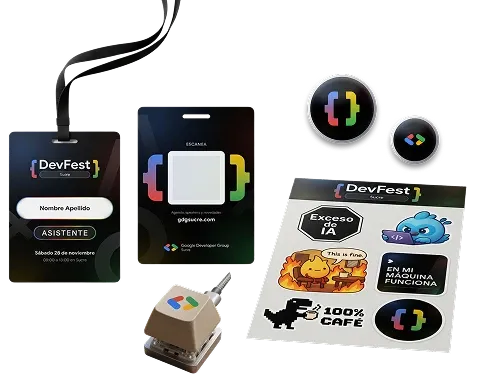 DevFest
Sucre
Nombre Apellido
ASISTENTE
Sábado 28 de noviembre
ESCANEA
gdgsucre.com
Google Developer Group
Sucre
DevFest
Sucre
Exceso
de
IA
This is fine.
EN MI
MÁQUINA
FUNCIONA
100%
CAFÉ